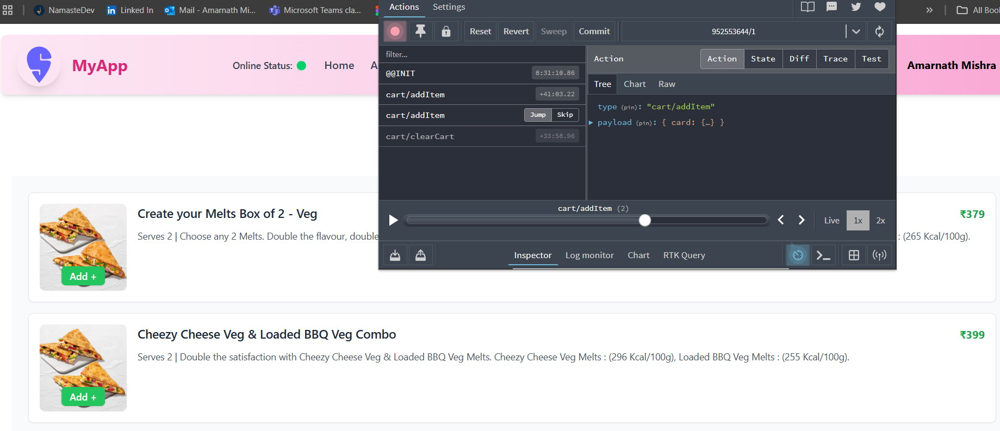 NamasteDev
Linked In
Mail - Amarnath Mi...
Microsoft Teams cla...
All Boo
Actions
Settings
Reset
Revert
Sweep
Commit
952553644/1
MyApp
Online Status:
Home
A
Amarnath Mishra
filter...
@@INIT
8:31:10.86
cart/addItem
+41:03.22
cart/addItem
Jump
Skip
cart/clearCart
+33:58.96
Action
Action
State
Diff
Trace
Test
Tree
Chart
Raw
type (pin): "cart/addItem"
payload (pin): { card: {…} }
cart/addItem (2)
Live
1x
2x
Inspector
Log monitor
Chart
RTK Query
Create your Melts Box of 2 - Veg
₹379
Serves 2 | Choose any 2 Melts. Double the flavour, double
: (265 Kcal/100g).
Add +
Cheezy Cheese Veg & Loaded BBQ Veg Combo
₹399
Serves 2 | Double the satisfaction with Cheezy Cheese Veg & Loaded BBQ Veg Melts. Cheezy Cheese Veg Melts : (296 Kcal/100g), Loaded BBQ Veg Melts : (255 Kcal/100g).
Add +